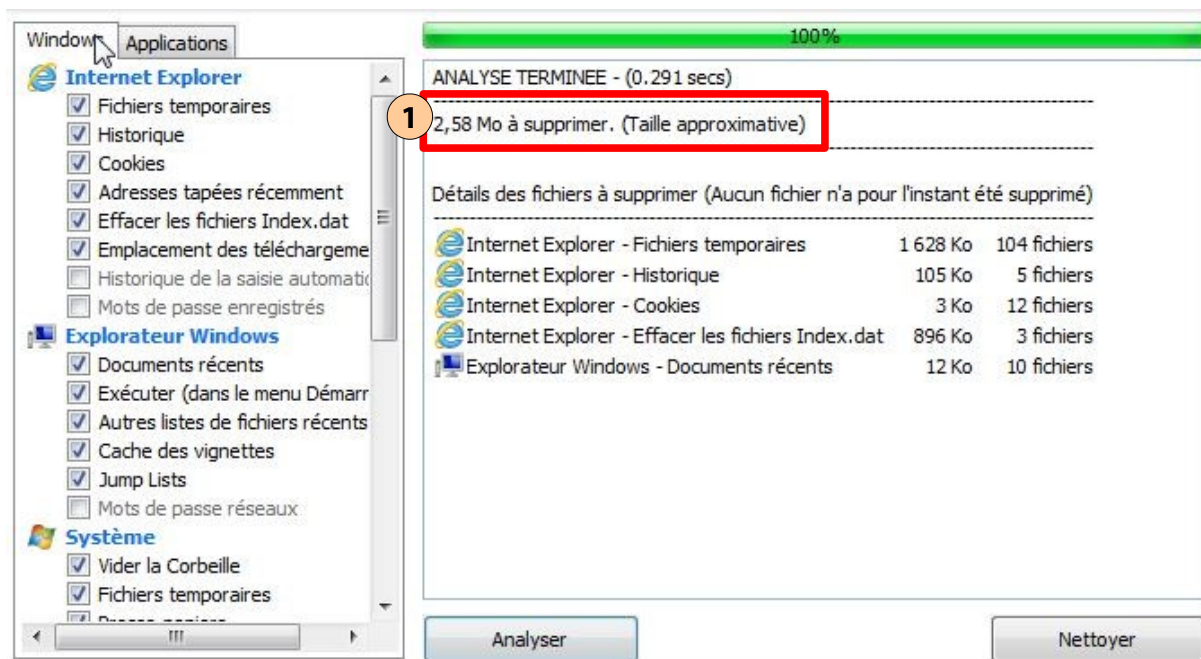 Windows Applications
Internet Explorer
Fichiers temporaires
Historique
Cookies
Adresses tapées récemment
Effacer les fichiers Index.dat
Emplacement des téléchargeme
Historique de la saisie automatic
Mots de passe enregistrés
Explorateur Windows
Documents récents
Exécuter (dans le menu Démarr
Autres listes de fichiers récents
Cache des vignettes
Jump Lists
Mots de passe réseaux
Système
Vider la Corbeille
Fichiers temporaires
100%
ANALYSE TERMINEE - (0.291 secs)
1
2,58 Mo à supprimer. (Taille approximative)
Détails des fichiers à supprimer (Aucun fichier n'a pour l'instant été supprimé)
Internet Explorer - Fichiers temporaires 1 628 Ko 104 fichiers
Internet Explorer - Historique 105 Ko 5 fichiers
Internet Explorer - Cookies 3 Ko 12 fichiers
Internet Explorer - Effacer les fichiers Index.dat 896 Ko 3 fichiers
Explorateur Windows - Documents récents 12 Ko 10 fichiers
Analyser Nettoyer